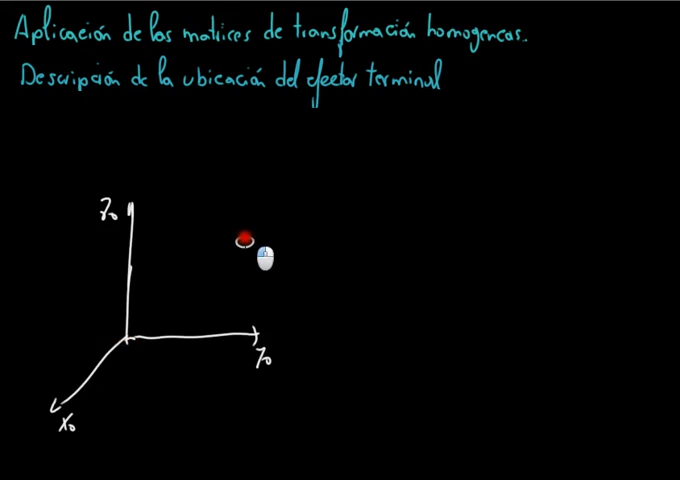 Aplicación de las matrices de transformación homogeneas.
Descripción de la ubicación del efector terminal
Z₀
Y₀
X₀